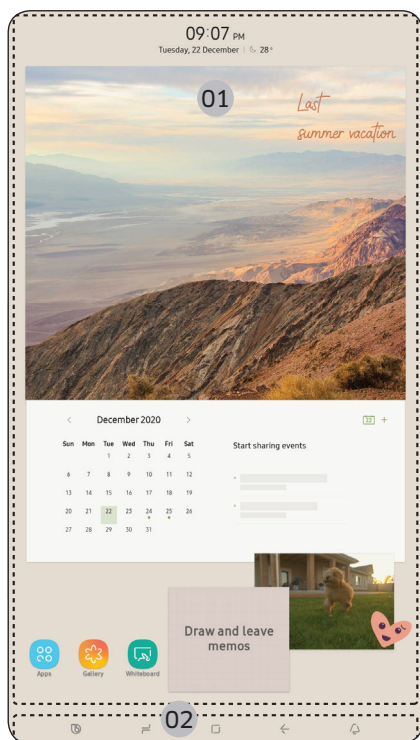 09:07 PM
Tuesday, 22 December 28°
01
Last
summer vacation
December 2020
22
Sun Mon Tue Wed Thu Fri Sat
1 2 3 4 5
6 7 8 9 10 11 12
13 14 15 16 17 18 19
20 21 22 23 24 25 26
27 28 29 30 31
Start sharing events
Draw and leave
memos
Apps Gallery Whiteboard
02